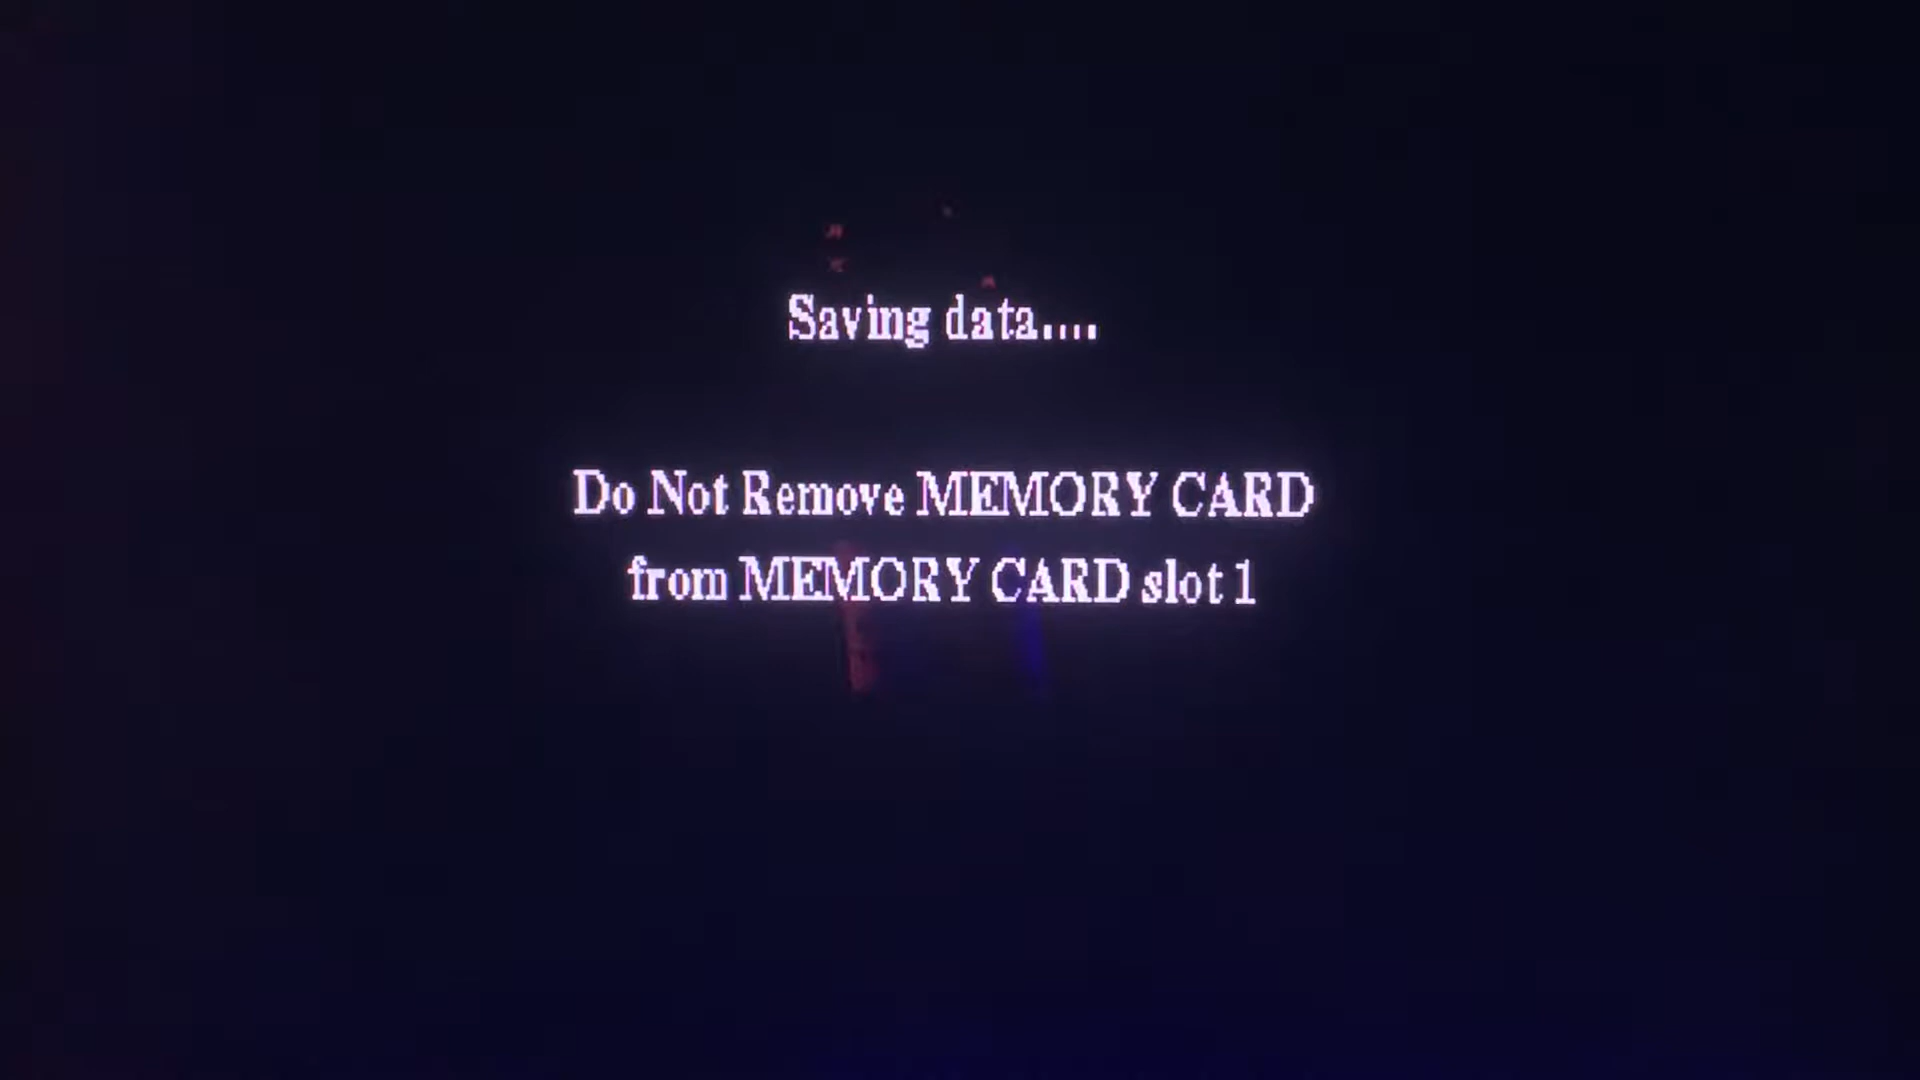 Saving data....
Do Not Remove MEMORY CARD
from MEMORY CARD slot 1